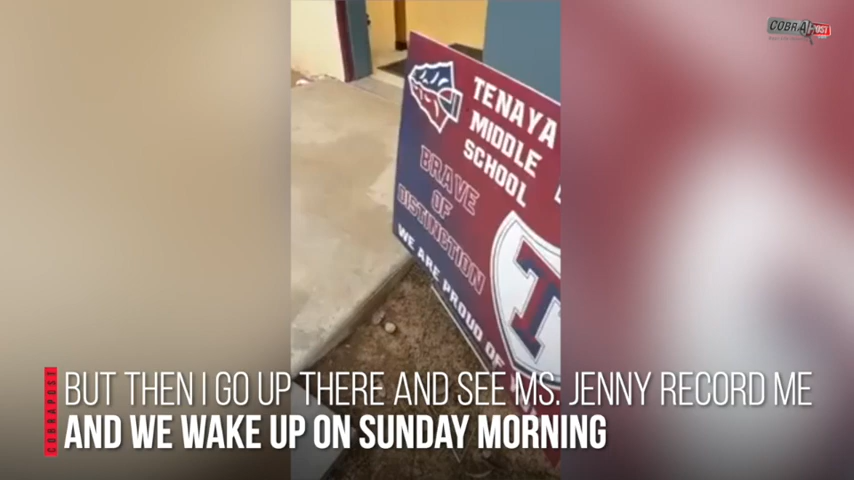 COBRAPOST
TENAYA
MIDDLE
SCHOOL
BRAVE
OF
DISTINCTION
WE ARE PROUD OF
T
BUT THEN I GO UP THERE AND SEE MS. JENNY RECORD ME
AND WE WAKE UP ON SUNDAY MORNING
COBRAPOST